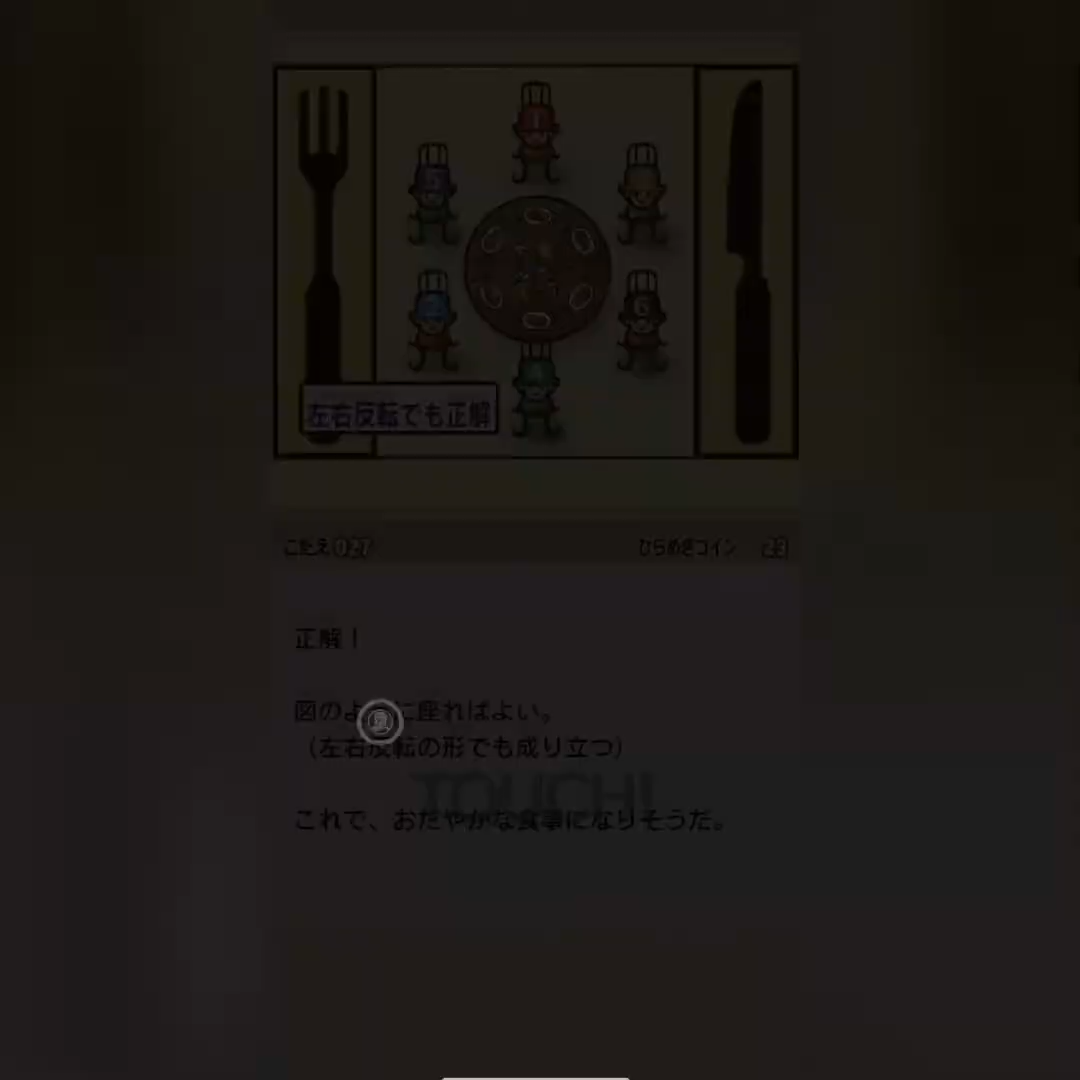 1
6
左右反転でも正解
こたえ 027
ひらめきコイン
正解！
図のよ に座ればよい。
（左右反転の形でも成り立つ）
TOUCH!
これで、おだやかな食事になりそうだ。